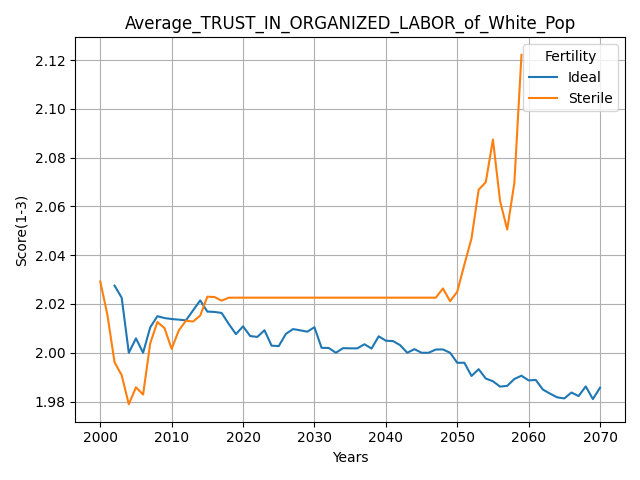 Average_TRUST_IN_ORGANIZED_LABOR_of_White_Pop
Fertility
Ideal
Sterile
Score(1-3)
2.12
2.10
2.08
2.06
2.04
2.02
2.00
1.98
2000 2010 2020 2030 2040 2050 2060 2070
Years